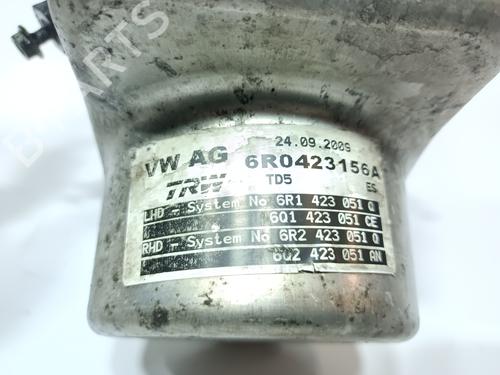 24.09.2009
VW AG 6R0423156A
TRW TD5 ES
LHD - System No 6R1 423 051 Q
6Q1 423 051 CE
RHD - System No 6R2 423 051 Q
6Q2 423 051 AN